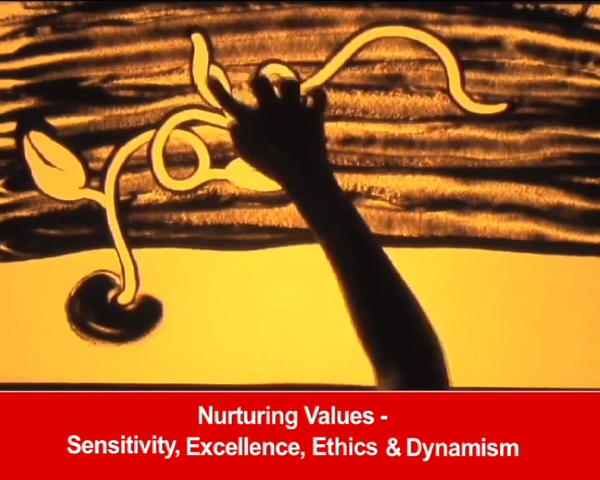 Nurturing Values -
Sensitivity, Excellence, Ethics & Dynamism